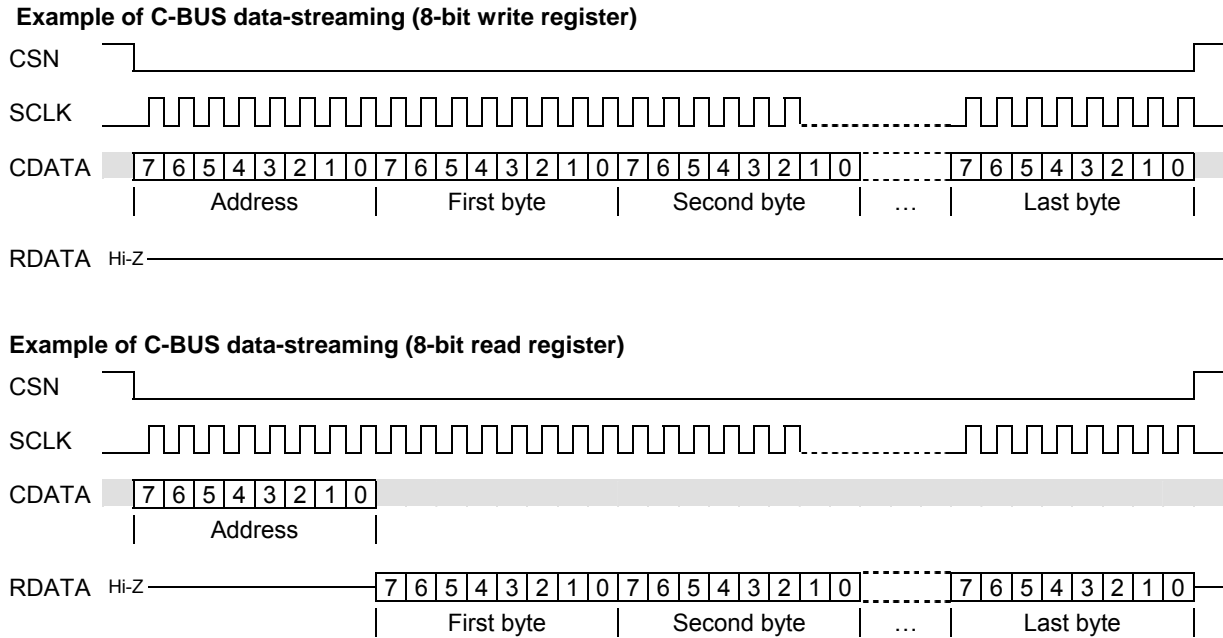 Example of C-BUS data-streaming (8-bit write register)
CSN
SCLK
CDATA 7 6 5 4 3 2 1 0 7 6 5 4 3 2 1 0 7 6 5 4 3 2 1 0 7 6 5 4 3 2 1 0
Address First byte Second byte … Last byte
RDATA Hi-Z
Example of C-BUS data-streaming (8-bit read register)
CSN
SCLK
CDATA 7 6 5 4 3 2 1 0
Address
RDATA Hi-Z 7 6 5 4 3 2 1 0 7 6 5 4 3 2 1 0 7 6 5 4 3 2 1 0
First byte Second byte … Last byte